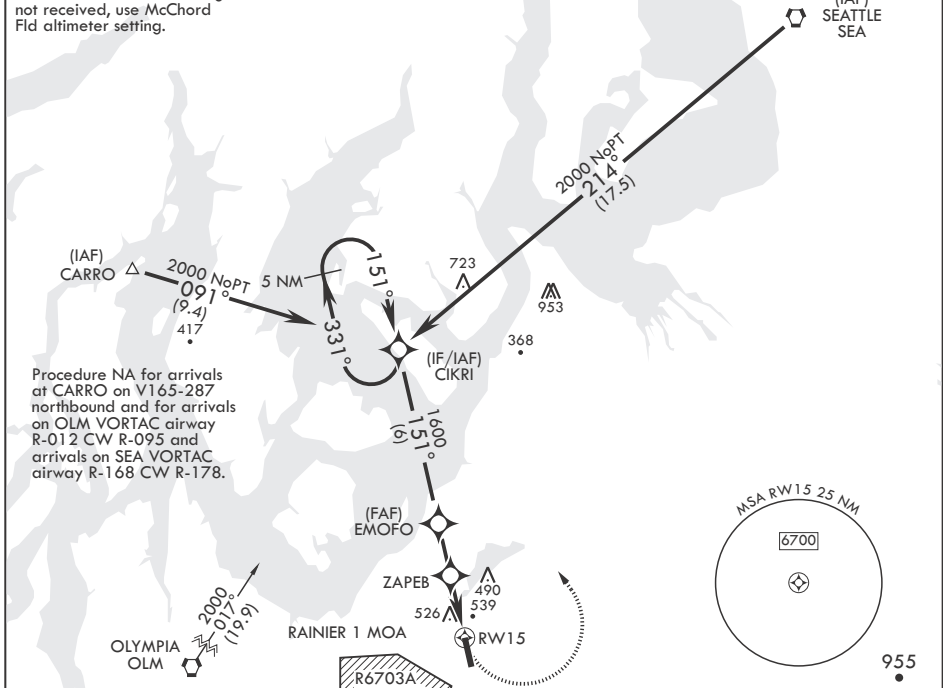 not received, use McChord
Fld altimeter setting.
(IAF)
SEATTLE
SEA
2000 NoPT
214°
(17.5)
(IAF)
CARRO
2000 NoPT
091°
(9.4)
417
5 NM
151°
331°
723
953
368
(IF/IAF)
CIKRI
Procedure NA for arrivals
at CARRO on V165-287
northbound and for arrivals
on OLM VORTAC airway
R-012 CW R-095 and
arrivals on SEA VORTAC
airway R-168 CW R-178.
1600
151°
(6)
(FAF)
EMOFO
ZAPEB
490
539
526
RW15
MSA RW15 25 NM
6700
2000
017°
(19.9)
OLYMPIA
OLM
RAINIER 1 MOA
R6703A
955